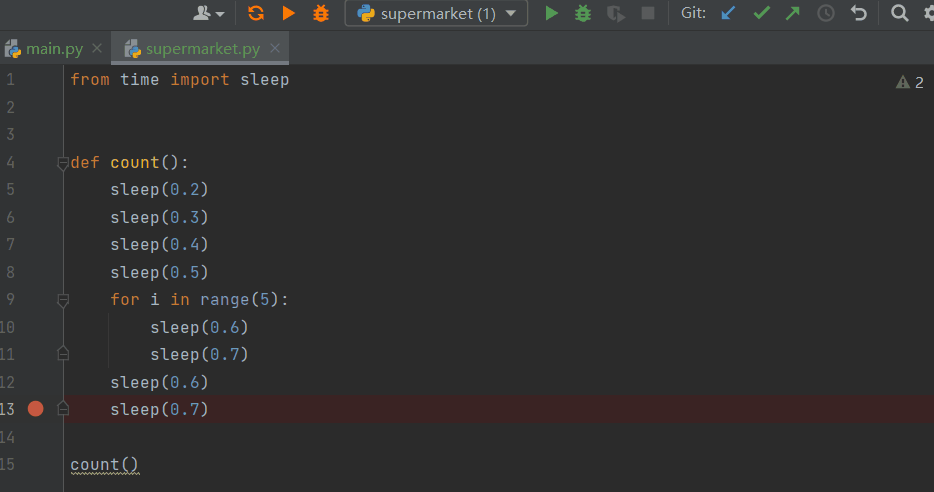 supermarket (1) Git:
main.py supermarket.py
1 from time import sleep 2
2
3
4 def count():
5     sleep(0.2)
6     sleep(0.3)
7     sleep(0.4)
8     sleep(0.5)
9     for i in range(5):
10         sleep(0.6)
11         sleep(0.7)
12     sleep(0.6)
13     sleep(0.7)
14
15 count()